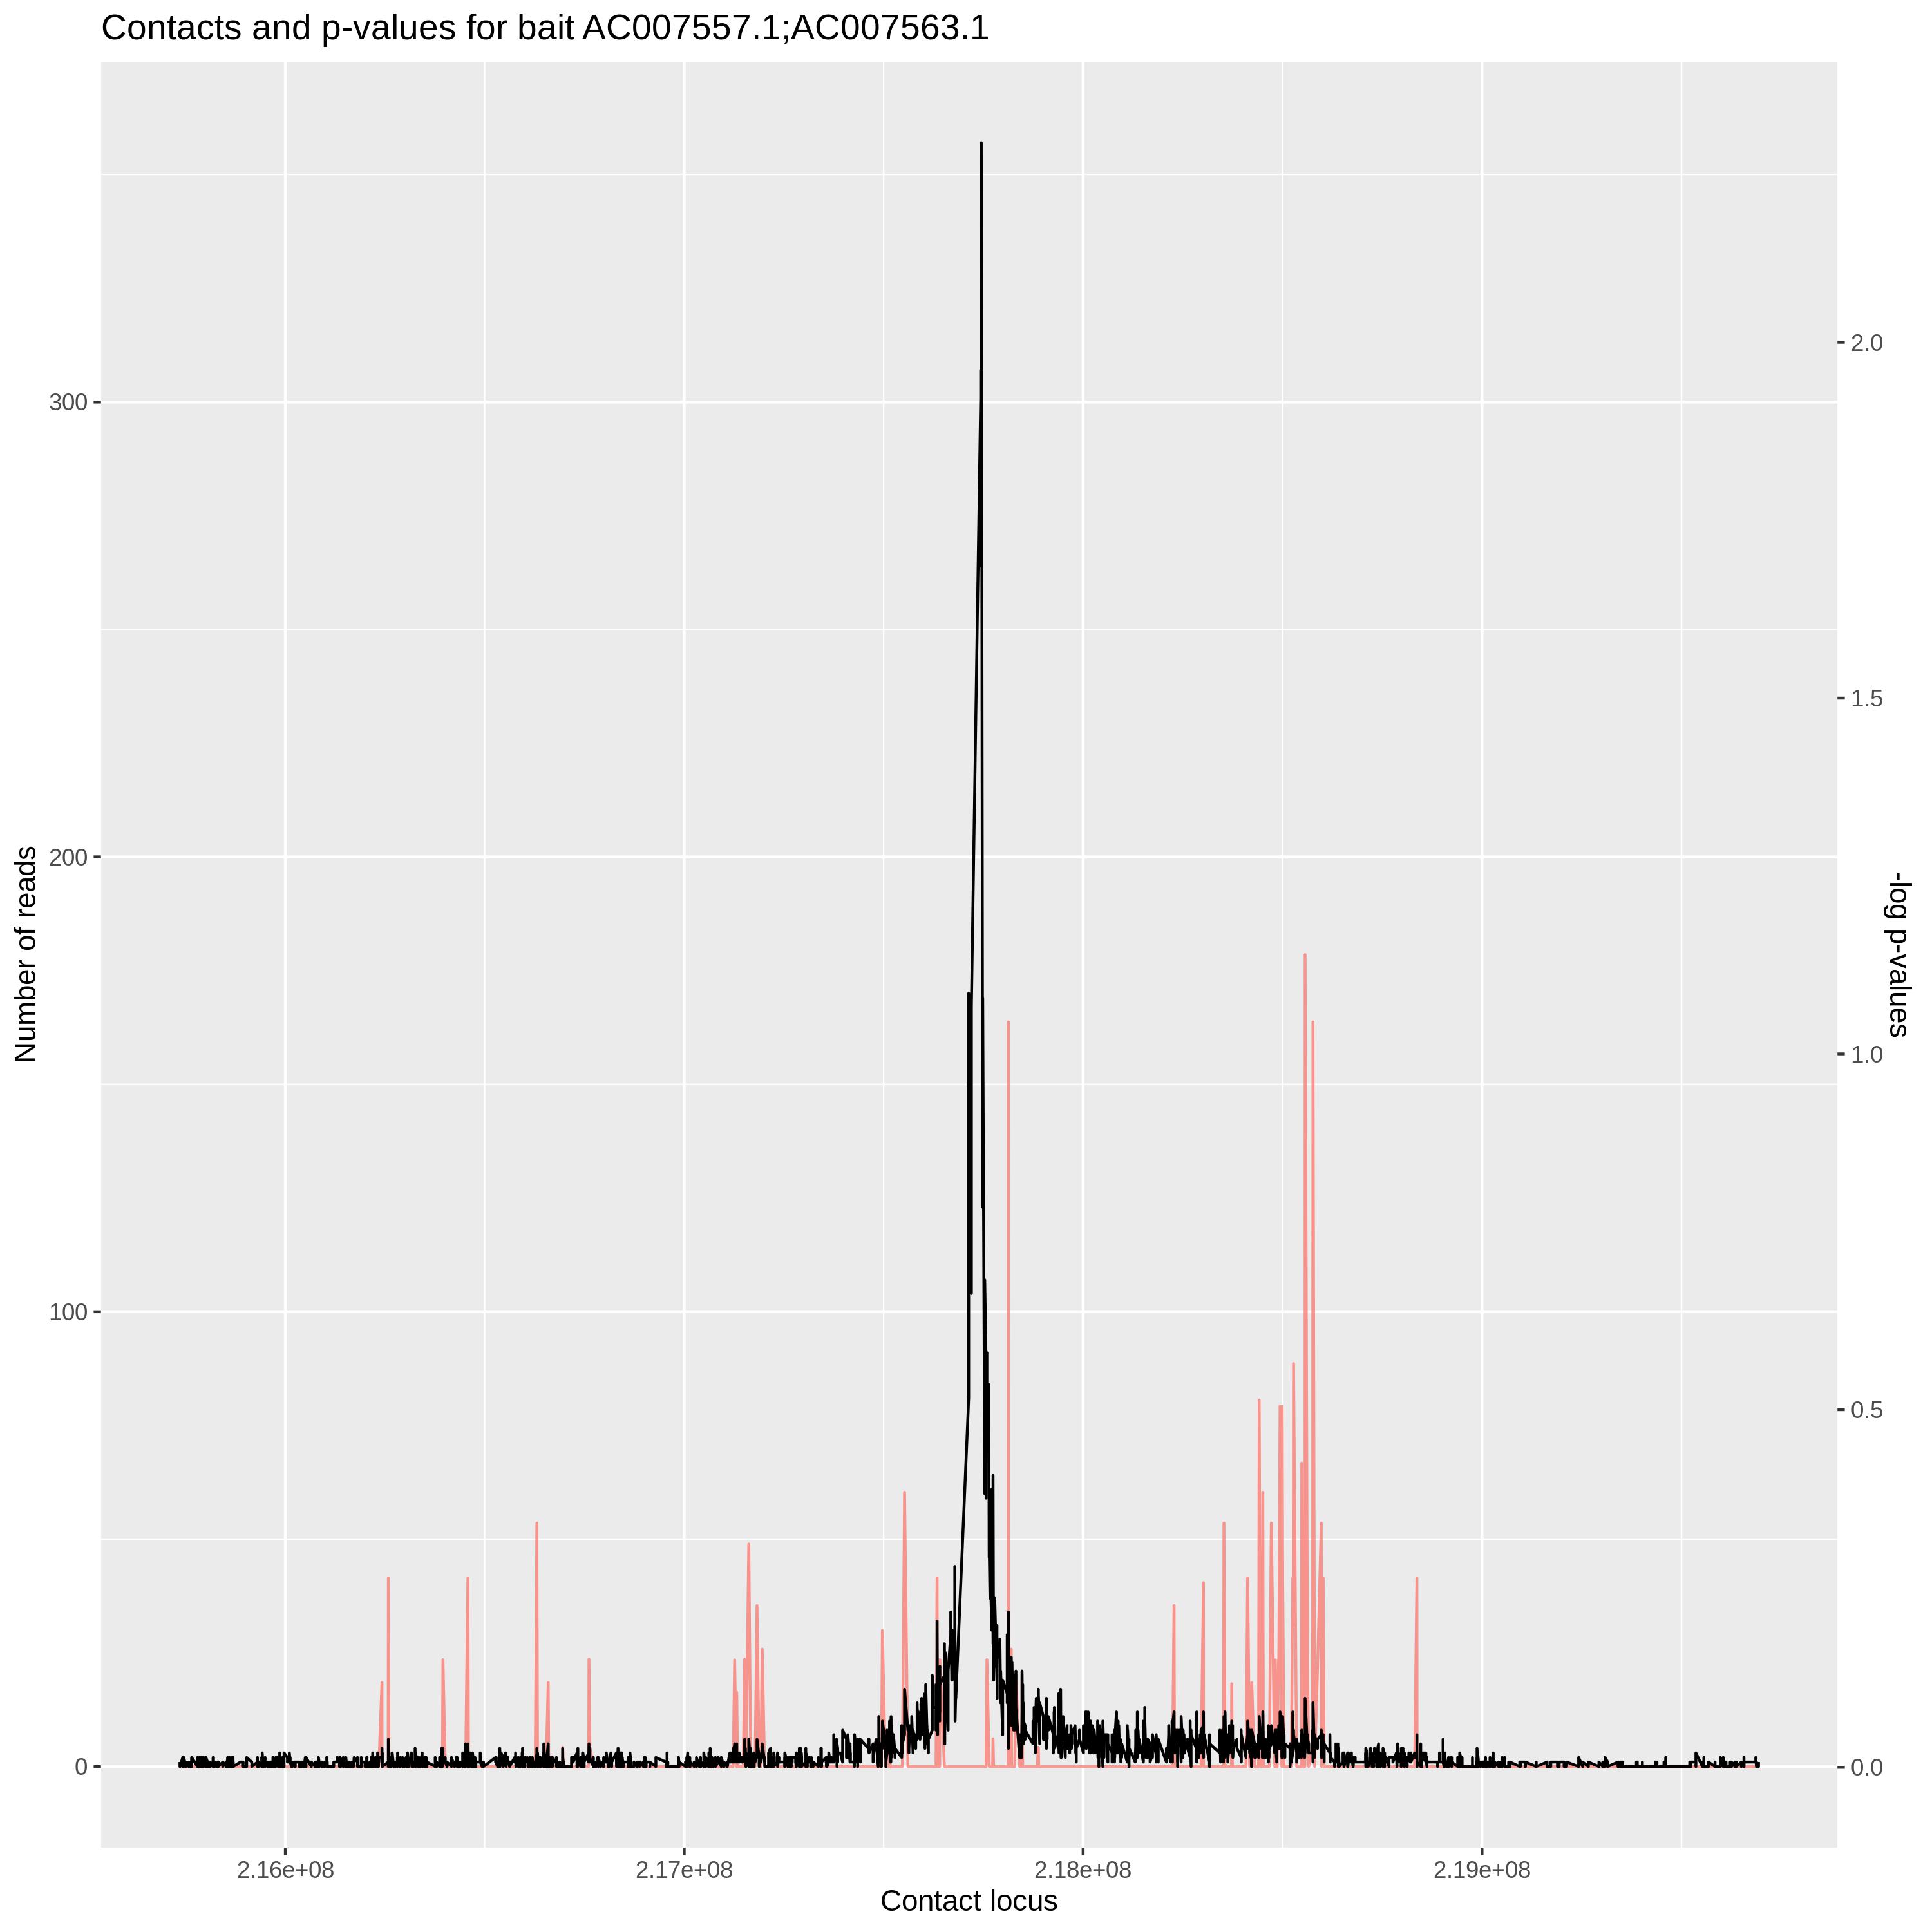 Contacts and p-values for bait AC007557.1;AC007563.1
300
200
100
0
Number of reads
2.0
1.5
1.0
0.5
0.0
-log p-values
2.16e+08 2.17e+08 2.18e+08 2.19e+08
Contact locus